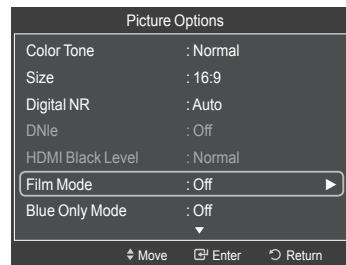 Picture Options
Color Tone : Normal
Size : 16:9
Digital NR : Auto
DNIe : Off
HDMI Black Level : Normal
Film Mode : Off ►
Blue Only Mode : Off
▼
Move Enter Return